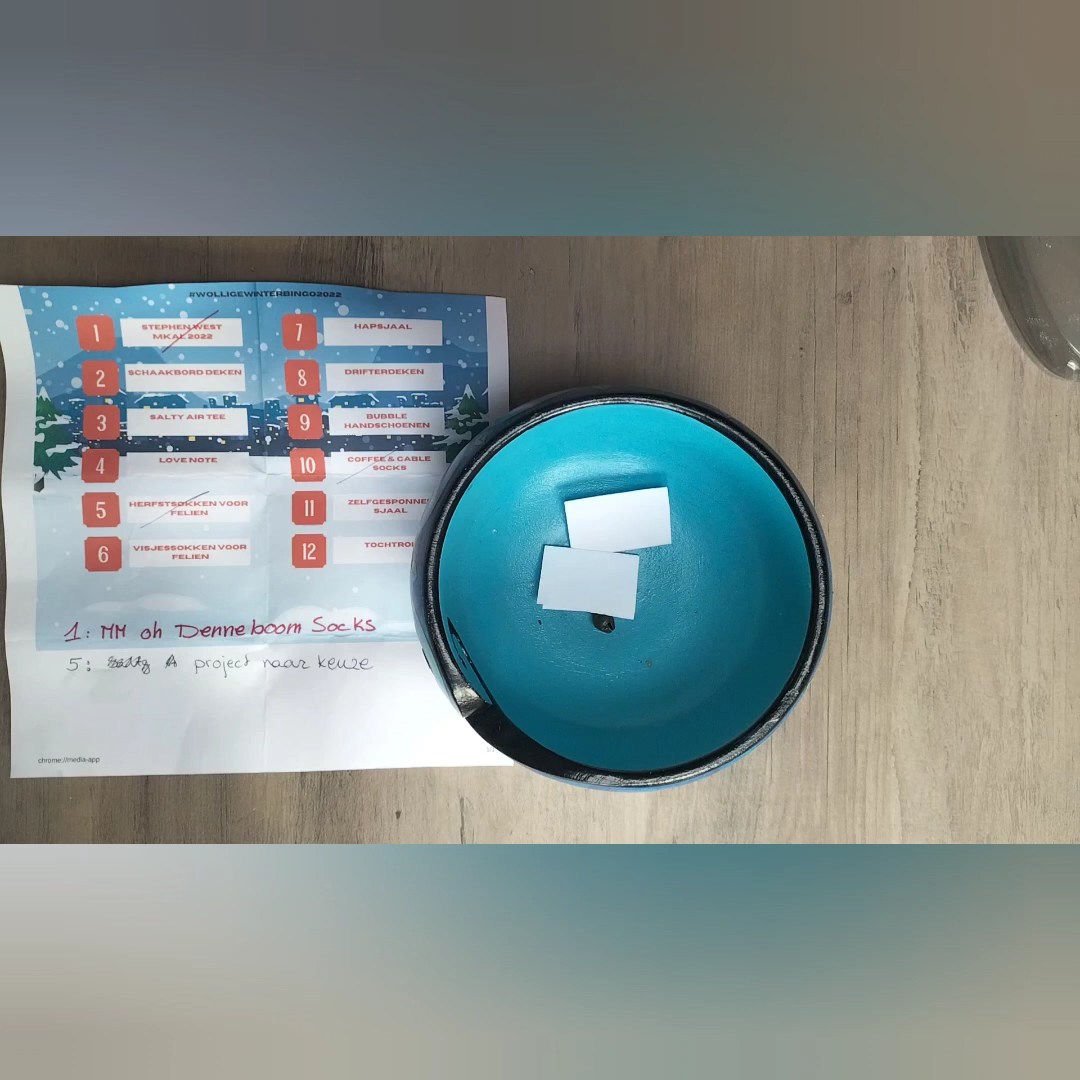 #WOLLIGEWINTERBINGO2022
1 STEPHEN WEST
MKAL 2022
2 SCHAAKBORD DEKEN
3 SALTY AIR TEE
4 LOVE NOTE
5 HERFSTSOKKEN VOOR
FELIEN
6 VISJESSOKKEN VOOR
FELIEN
7 HAPSJAAL
8 DRIFTERDEKEN
9 BUBBLE
HANDSCHOENEN
10 COFFEE & CABLE
SOCKS
11 ZELFGESPONNE
SJAAL
12 TOCHTROL
1: MM oh Denneboom Socks
5: A project naar keuze
chrome://media-app